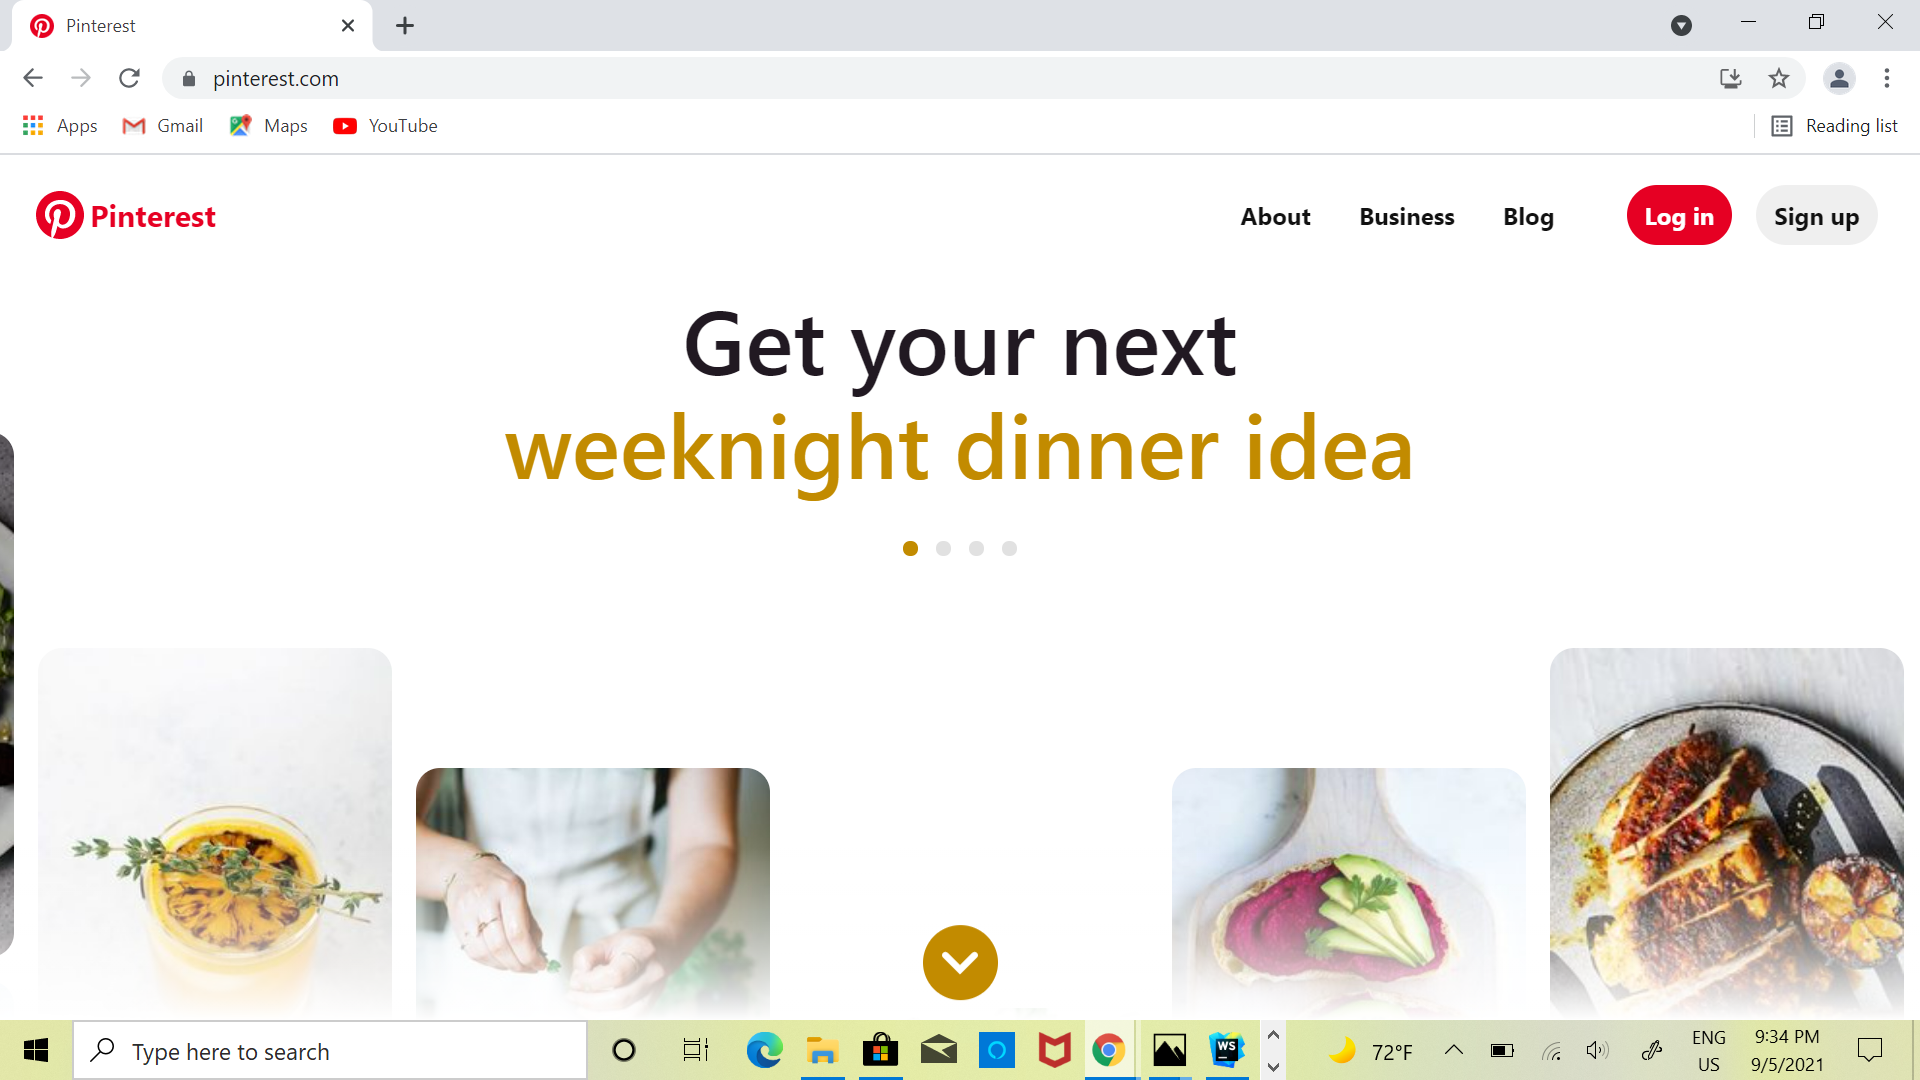 Pinterest
pinterest.com
Apps Gmail Maps YouTube Reading list
Pinterest About Business Blog Log in Sign up
Get your next
weeknight dinner idea
Type here to search
WS
72°F
ENG
US
9:34 PM
9/5/2021